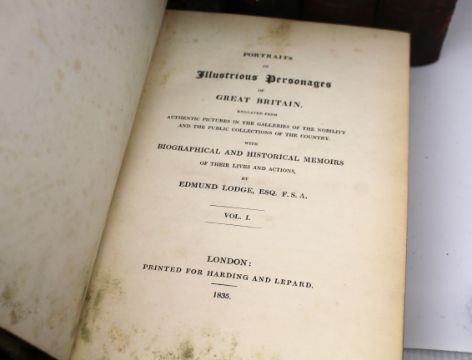 PORTRAITS
OF
Illustrious Personages
OF
GREAT BRITAIN.
ENGRAVED FROM
AUTHENTIC PICTURES IN THE GALLERIES OF THE NOBILITY
AND THE PUBLIC COLLECTIONS OF THE COUNTRY.
WITH
BIOGRAPHICAL AND HISTORICAL MEMOIRS
OF THEIR LIVES AND ACTIONS,
BY
EDMUND LODGE, ESQ. F.S.A.
VOL. I.
LONDON:
PRINTED FOR HARDING AND LEPARD.
1835.